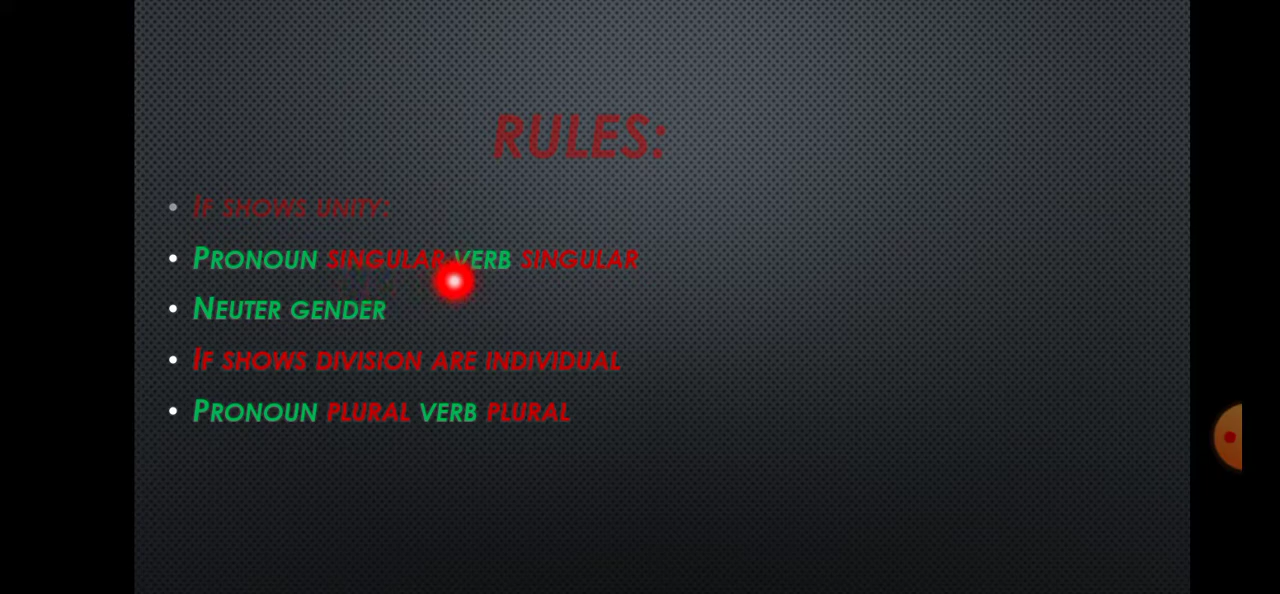 RULES:
IF SHOWS UNITY:
PRONOUN SINGULAR VERB SINGULAR
NEUTER GENDER
IF SHOWS DIVISION ARE INDIVIDUAL
PRONOUN PLURAL VERB PLURAL